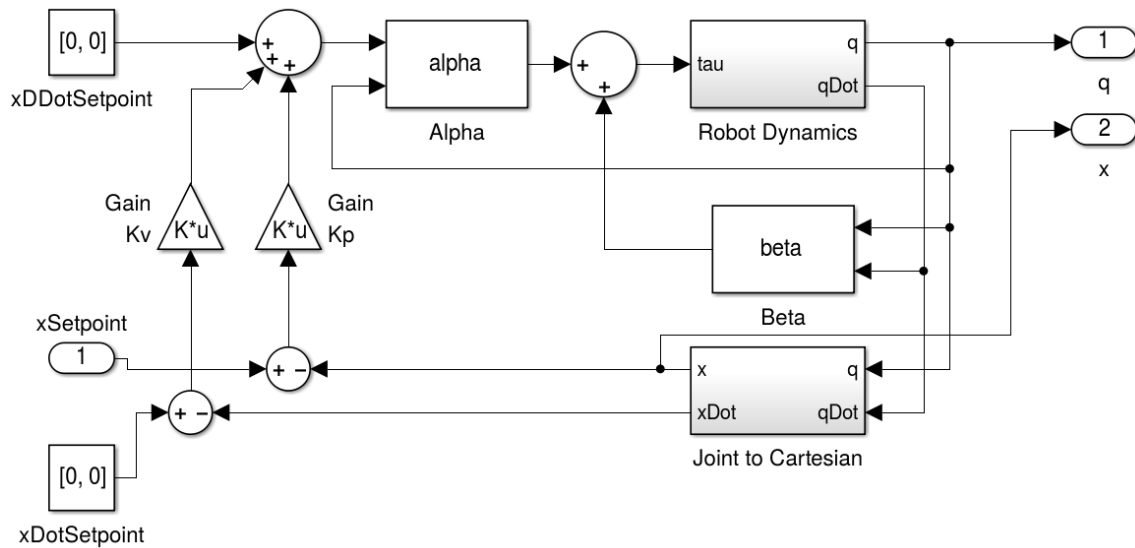 [0, 0]
xDDotSetpoint
+
+
+
alpha
Alpha
+
+
tau
q
qDot
Robot Dynamics
1
q
2
x
Gain
Kv
K*u
K*u
Gain
Kp
beta
Beta
xSetpoint
1
+ −
x
q
xDot
qDot
Joint to Cartesian
+ −
[0, 0]
xDotSetpoint